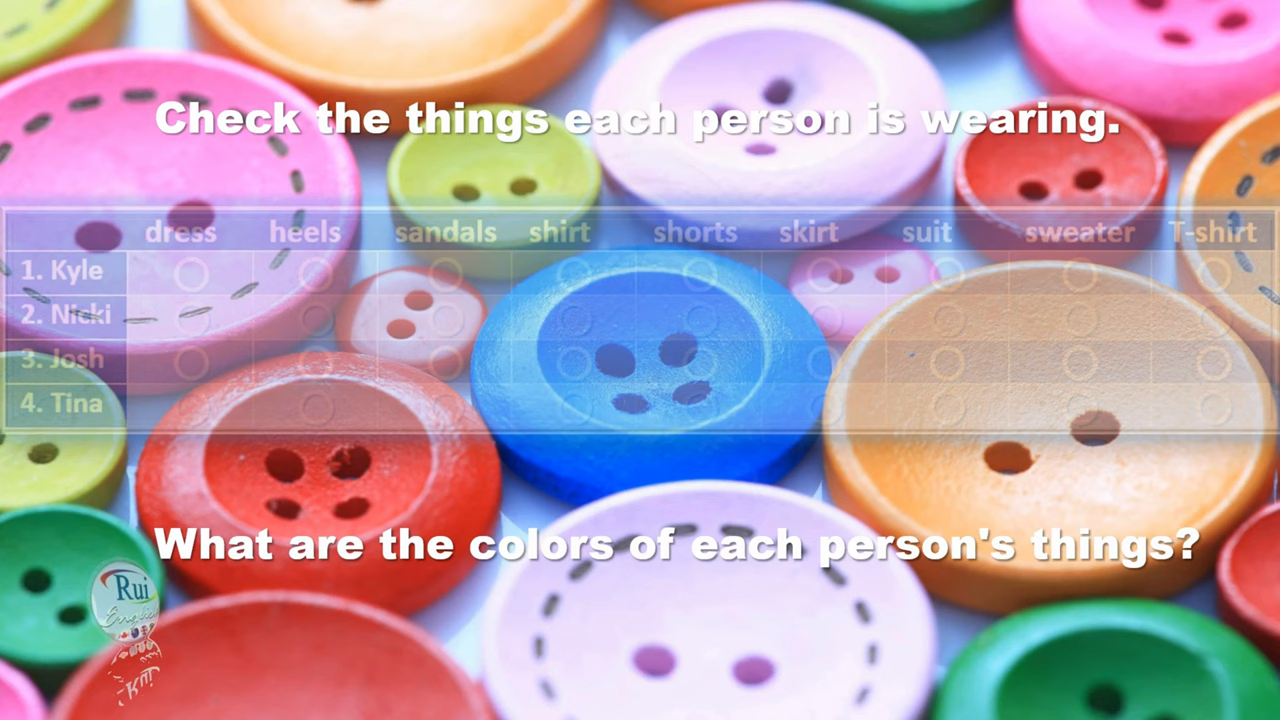 Check the things each person is wearing.
dress heels sandals shirt shorts skirt suit sweater T-shirt
1. Kyle
2. Nicki
3. Josh
4. Tina
What are the colors of each person's things?
Rui
English